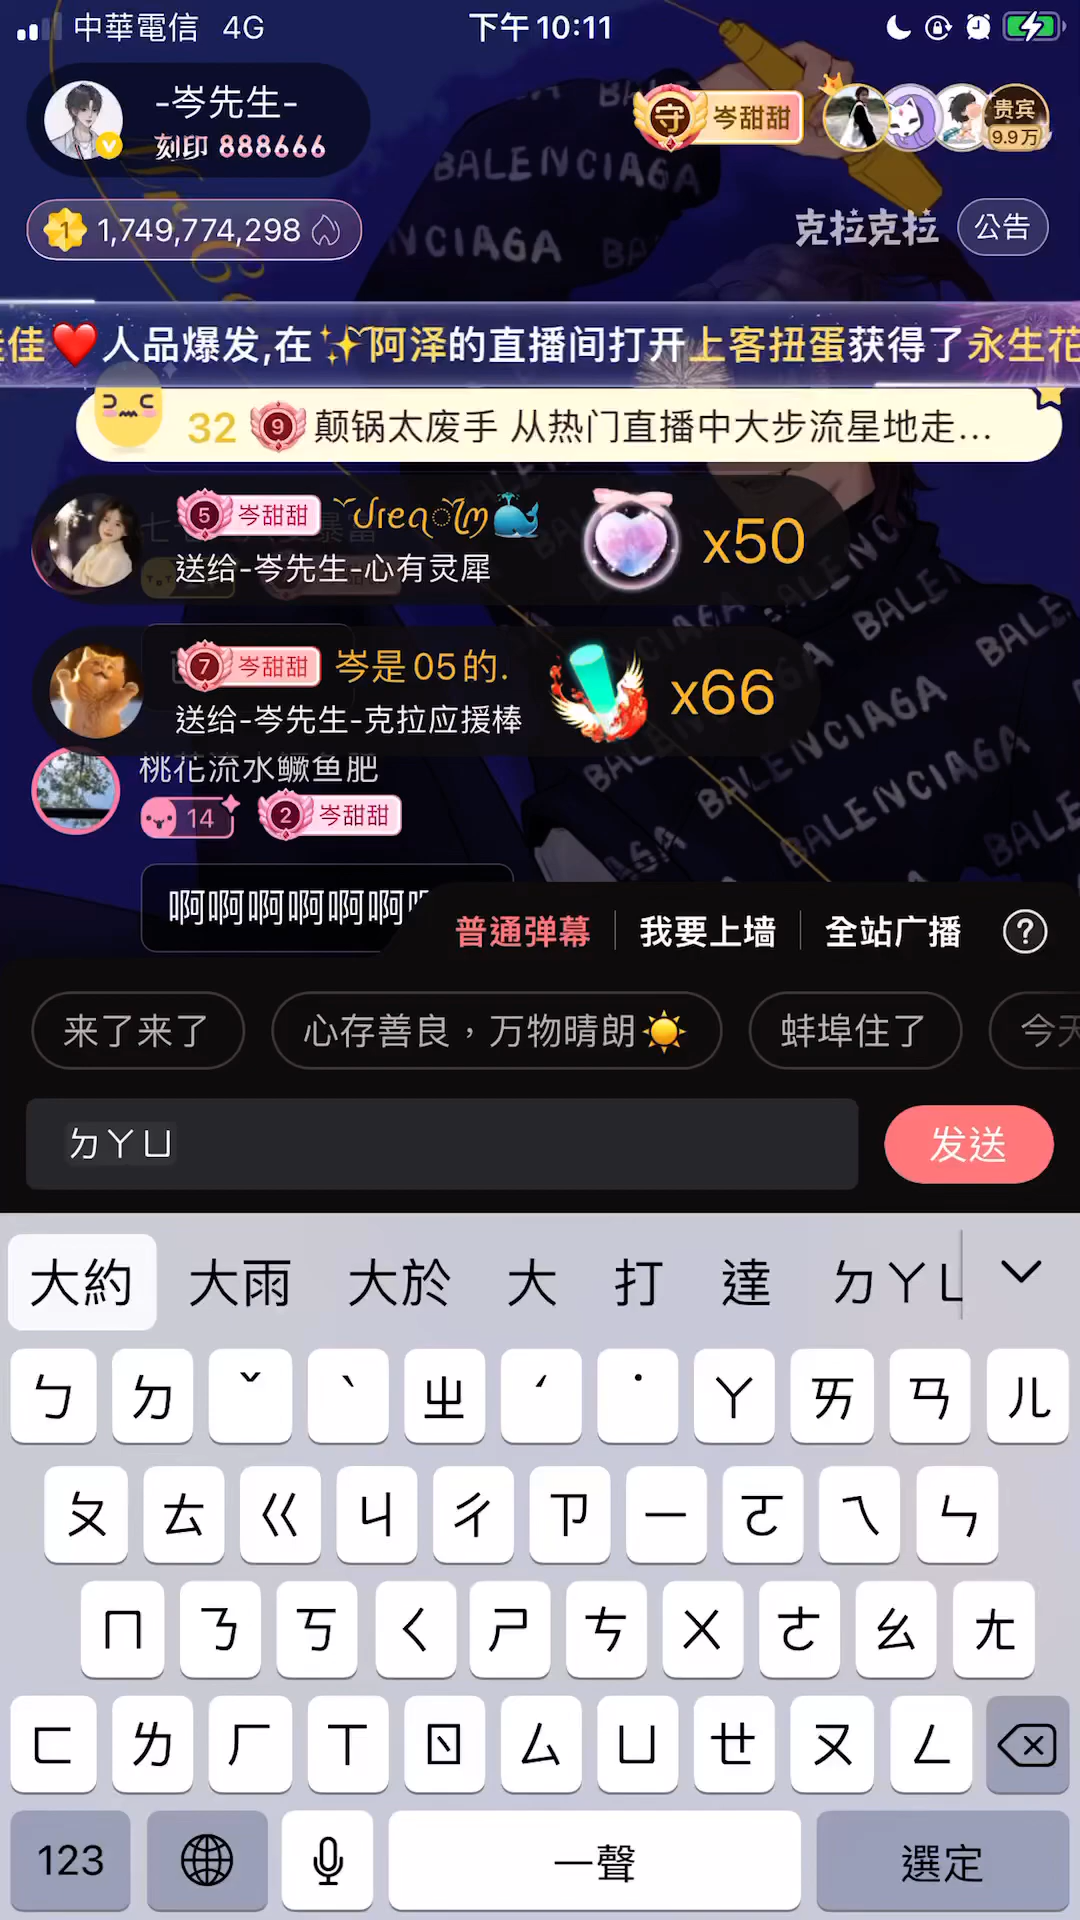 中華電信 4G 下午10:11
-岑先生-
刻印 888666
守 岑甜甜
贵宾
9.9万
BALENCIAGA
NCIAGA
1 1,749,774,298
克拉克拉 公告
佳❤️人品爆发,在✨阿泽的直播间打开上客扭蛋获得了永生花
32 9 颠锅太废手 从热门直播中大步流星地走...
5 岑甜甜
送给-岑先生-心有灵犀 x50
7 岑甜甜 岑是05的.
送给-岑先生-克拉应援棒 x66
BALENCIAGA
桃花流水鳜鱼肥
14 2 岑甜甜
啊啊啊啊啊啊
普通弹幕 我要上墙 全站广播 ?
来了来了 心存善良，万物晴朗☀️ 蚌埠住了 今天
ㄉㄚㄩ 发送
大約 大雨 大於 大 打 達 ㄉㄚㄩ
ㄅ ㄉ ˇ ˋ ㄓ ˊ ˙ ㄚ ㄞ ㄢ ㄦ
ㄆ ㄊ ㄍ ㄐ ㄔ ㄗ ㄧ ㄛ ㄟ ㄣ
ㄇ ㄋ ㄎ ㄑ ㄕ ㄘ ㄨ ㄜ ㄠ ㄤ
ㄈ ㄌ ㄏ ㄒ ㄖ ㄙ ㄩ ㄝ ㄡ ㄥ
123 一聲 選定